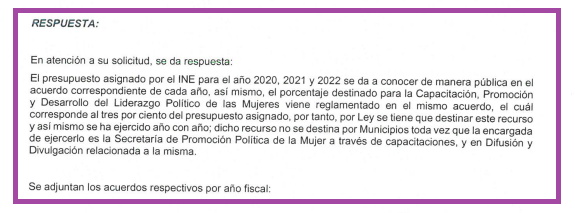 RESPUESTA:
En atención a su solicitud, se da respuesta:
El presupuesto asignado por el INE para el año 2020, 2021 y 2022 se da a conocer de manera pública en el
acuerdo correspondiente de cada año, así mismo, el porcentaje destinado para la Capacitación, Promoción
y Desarrollo del Liderazgo Político de las Mujeres viene reglamentado en el mismo acuerdo, el cuál
corresponde al tres por ciento del presupuesto asignado, por tanto, por Ley se tiene que destinar este recurso
y así mismo se ha ejercido año con año; dicho recurso no se destina por Municipios toda vez que la encargada
de ejercerlo es la Secretaría de Promoción Política de la Mujer a través de capacitaciones, y en Difusión y
Divulgación relacionada a la misma.
Se adjuntan los acuerdos respectivos por año fiscal: